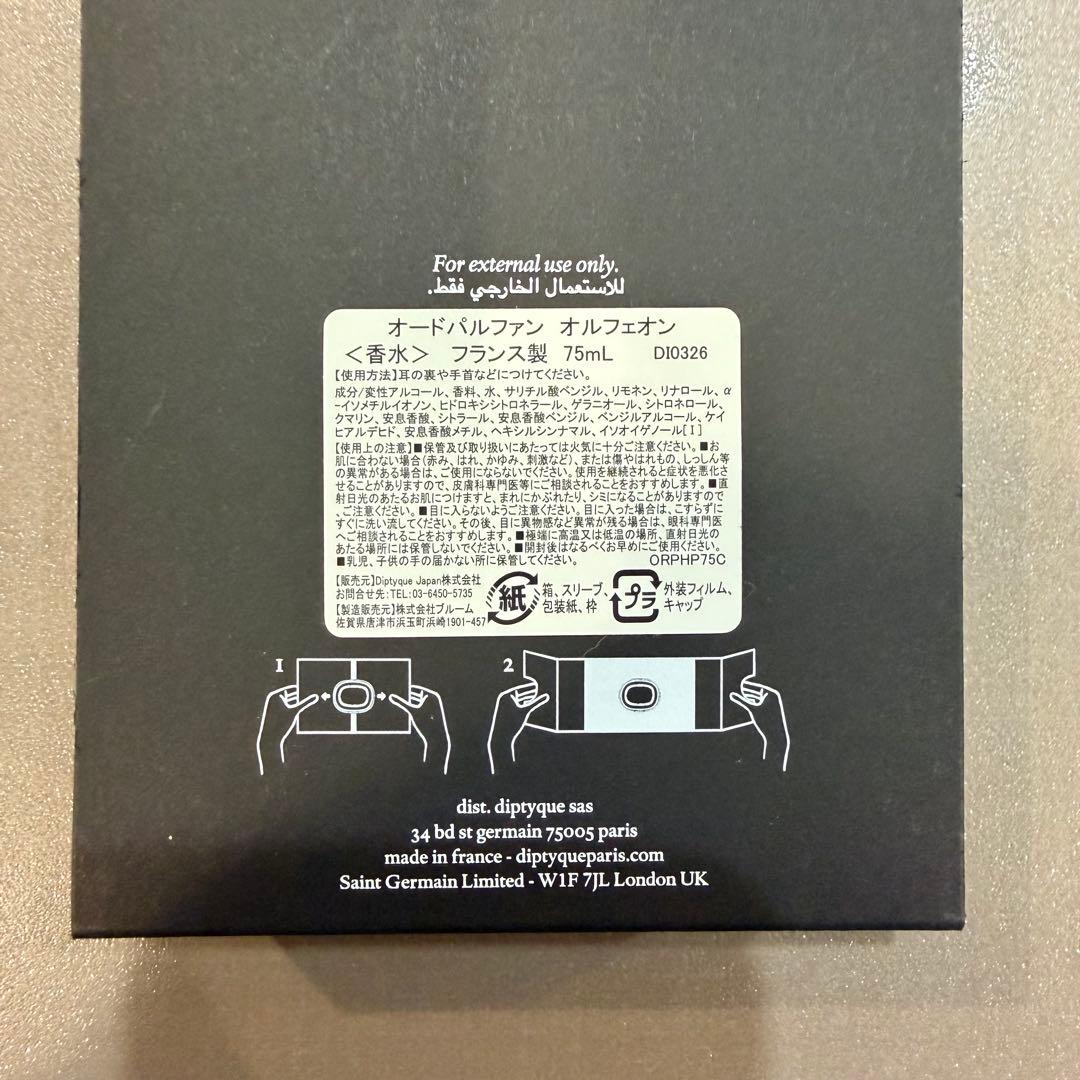 For external use only.
للاستعمال الخارجي فقط.
オードパルファン オルフェオン
＜香水＞ フランス製 75mL DI0326
【使用方法】耳の裏や手首などにつけてください。
成分/変性アルコール、香料、水、サリチル酸ベンジル、リモネン、リナロール、α
-イソメチルイオノン、ヒドロキシシトロネラール、ゲラニオール、シトロネロール、
クマリン、安息香酸、シトラール、安息香酸ベンジル、ベンジルアルコール、ケイ
ヒアルデヒド、安息香酸メチル、ヘキシルシンナマル、イソオイゲノール[I]
【使用上の注意】■保管及び取り扱いにあたっては火気に十分ご注意ください。■お
肌に合わない場合(赤み、はれ、かゆみ、刺激など)、または傷やはれもの、しっしん等
の異常がある場合は、ご使用にならないでください。使用を継続されると症状を悪化さ
せることがありますので、皮膚科専門医等にご相談されることをおすすめします。■直
射日光のあたるお肌につけますと、まれにかぶれたり、シミになることがありますので、
ご注意ください。■目に入らないようご注意ください。目に入った場合は、こすらずに
すぐに洗い流してください。その後、目に異物感など異常が残る場合は、眼科専門医
へご相談されることをおすすめします。■極端に高温又は低温の場所、直射日光の
あたる場所には保管しないでください。■開封後はなるべくお早めにご使用ください。
■乳児、子供の手の届かない所に保管してください。 ORPHP75C
【販売元】Diptyque Japan株式会社
お問合せ先:TEL:03-6450-5735
【製造販売元】株式会社ブルーム
佐賀県唐津市浜玉町浜崎1901-457
紙 箱、スリーブ、
包装紙、枠
プラ 外装フィルム、
キャップ
1 2
dist. diptyque sas
34 bd st germain 75005 paris
made in france - diptyqueparis.com
Saint Germain Limited - W1F 7JL London UK